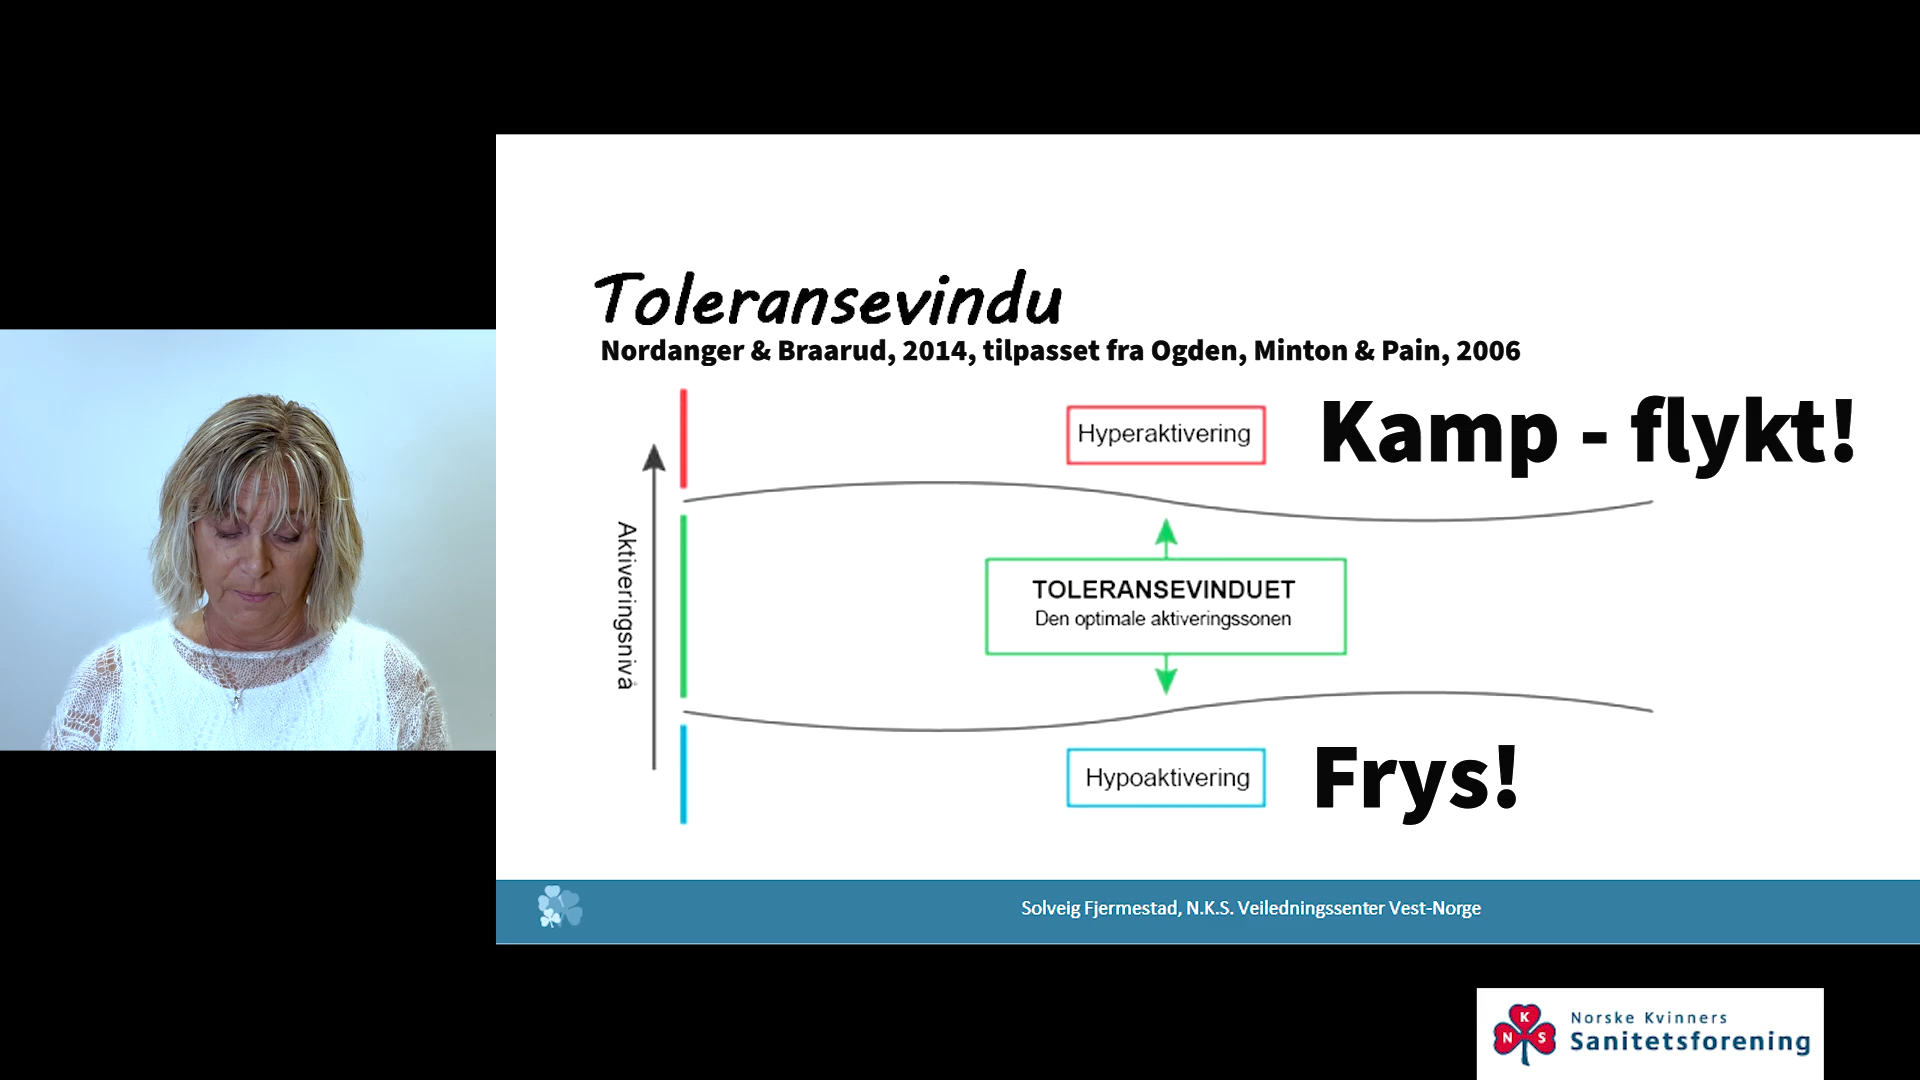 Toleransevindu
Nordanger & Braarud, 2014, tilpasset fra Ogden, Minton & Pain, 2006
Hyperaktivering
Kamp - flykt!
Aktiveringsnivå
TOLERANSEVINDUET
Den optimale aktiveringssonen
Hypoaktivering
Frys!
Solveig Fjermestad, N.K.S. Veiledningssenter Vest-Norge
N K S
Norske Kvinners
Sanitetsforening